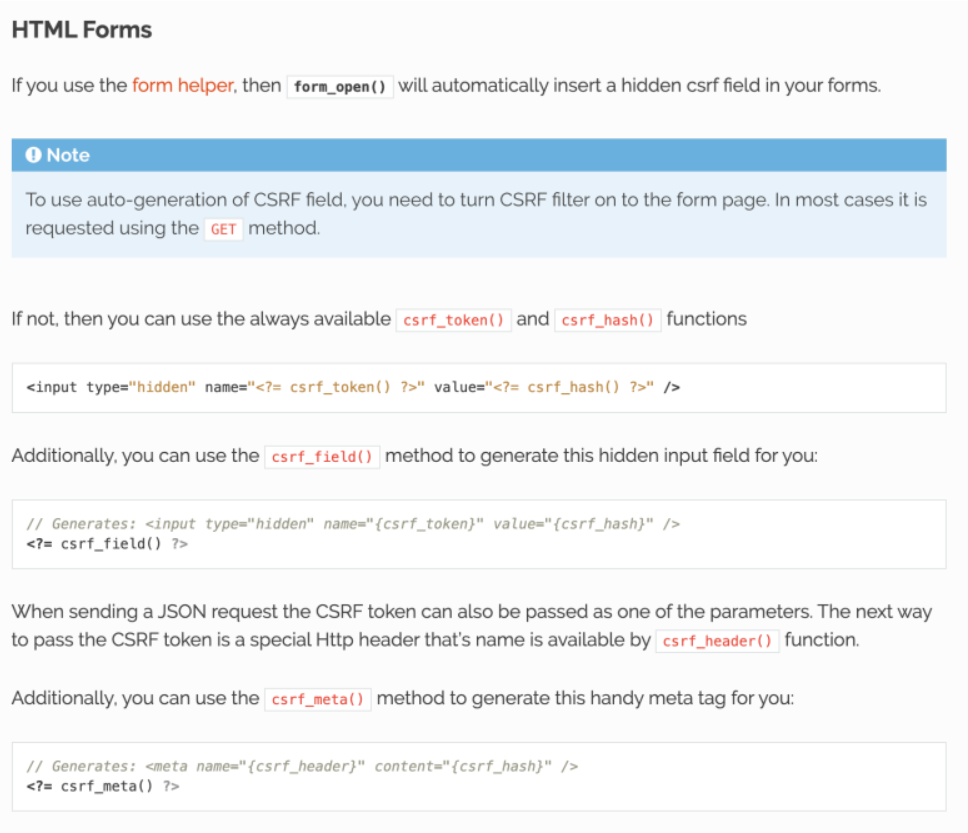 HTML Forms
If you use the form helper, then form_open() will automatically insert a hidden csrf field in your forms.
Note
To use auto-generation of CSRF field, you need to turn CSRF filter on to the form page. In most cases it is
requested using the GET method.
If not, then you can use the always available csrf_token() and csrf_hash() functions
<input type="hidden" name="<?= csrf_token() ?>" value="<?= csrf_hash() ?>" />
Additionally, you can use the csrf_field() method to generate this hidden input field for you:
// Generates: <input type="hidden" name="{csrf_token}" value="{csrf_hash}" />
<?= csrf_field() ?>
When sending a JSON request the CSRF token can also be passed as one of the parameters. The next way
to pass the CSRF token is a special Http header that's name is available by csrf_header() function.
Additionally, you can use the csrf_meta() method to generate this handy meta tag for you:
// Generates: <meta name="{csrf_header}" content="{csrf_hash}" />
<?= csrf_meta() ?>